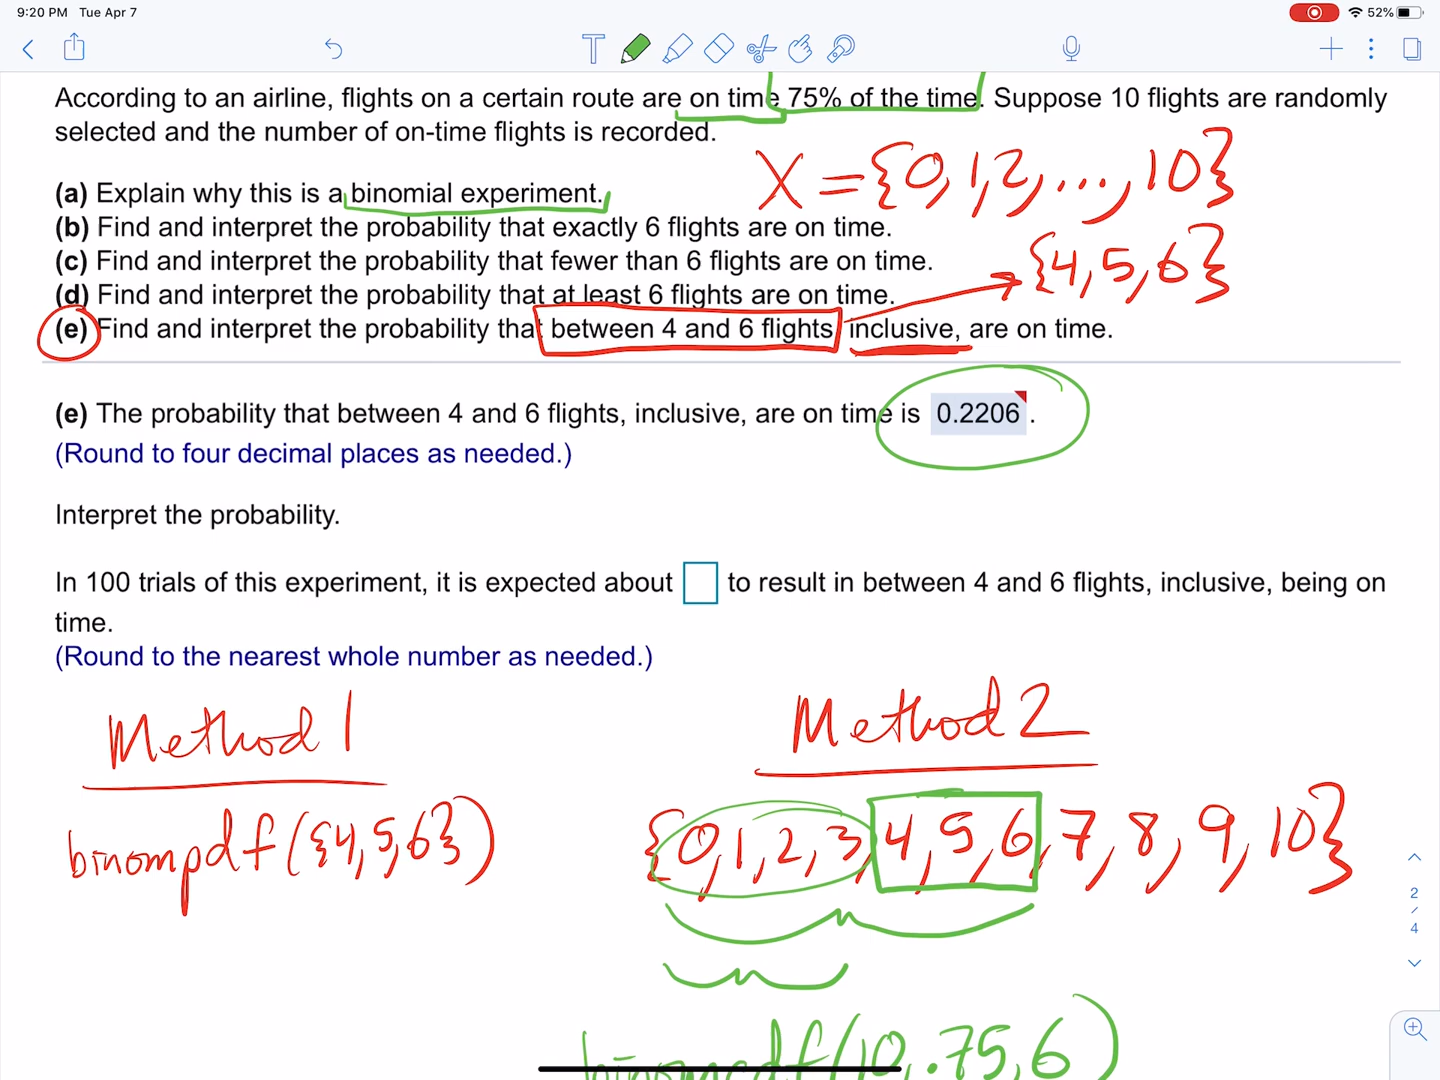 9:20 PM Tue Apr 7
52%
According to an airline, flights on a certain route are on time 75% of the time. Suppose 10 flights are randomly
selected and the number of on-time flights is recorded.
X = {0, 1, 2, ..., 10}
(a) Explain why this is a binomial experiment.
(b) Find and interpret the probability that exactly 6 flights are on time.
(c) Find and interpret the probability that fewer than 6 flights are on time.
{4, 5, 6}
(d) Find and interpret the probability that at least 6 flights are on time.
(e) Find and interpret the probability that between 4 and 6 flights, inclusive, are on time.
(e) The probability that between 4 and 6 flights, inclusive, are on time is 0.2206.
(Round to four decimal places as needed.)
Interpret the probability.
In 100 trials of this experiment, it is expected about to result in between 4 and 6 flights, inclusive, being on
time.
(Round to the nearest whole number as needed.)
Method 1
binompdf({4,5,6})
Method 2
{0, 1, 2, 3, 4, 5, 6, 7, 8, 9, 10}
2
/
4
(10, .75, 6)